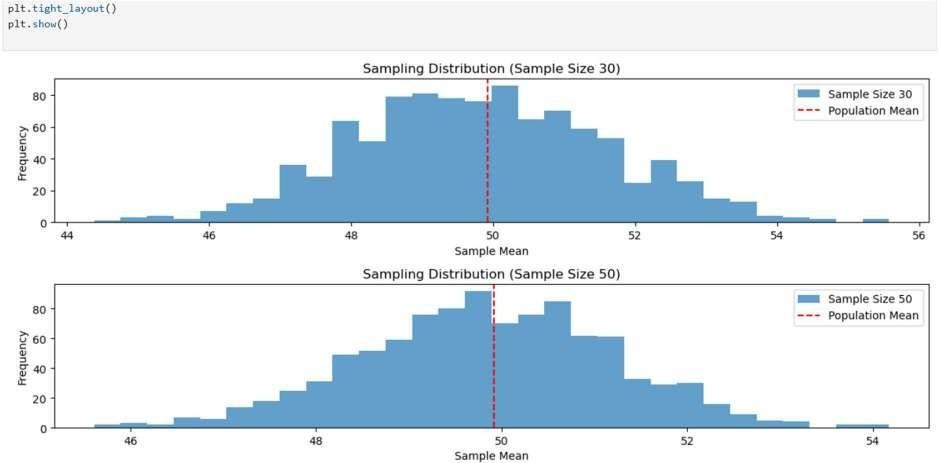 plt.tight_layout()
plt.show()
Sampling Distribution (Sample Size 30)
Frequency
80
60
40
20
0
Sample Size 30
Population Mean
44 46 48 50 52 54 56
Sample Mean
Sampling Distribution (Sample Size 50)
Frequency
80
60
40
20
0
Sample Size 50
Population Mean
46 48 50 52 54
Sample Mean